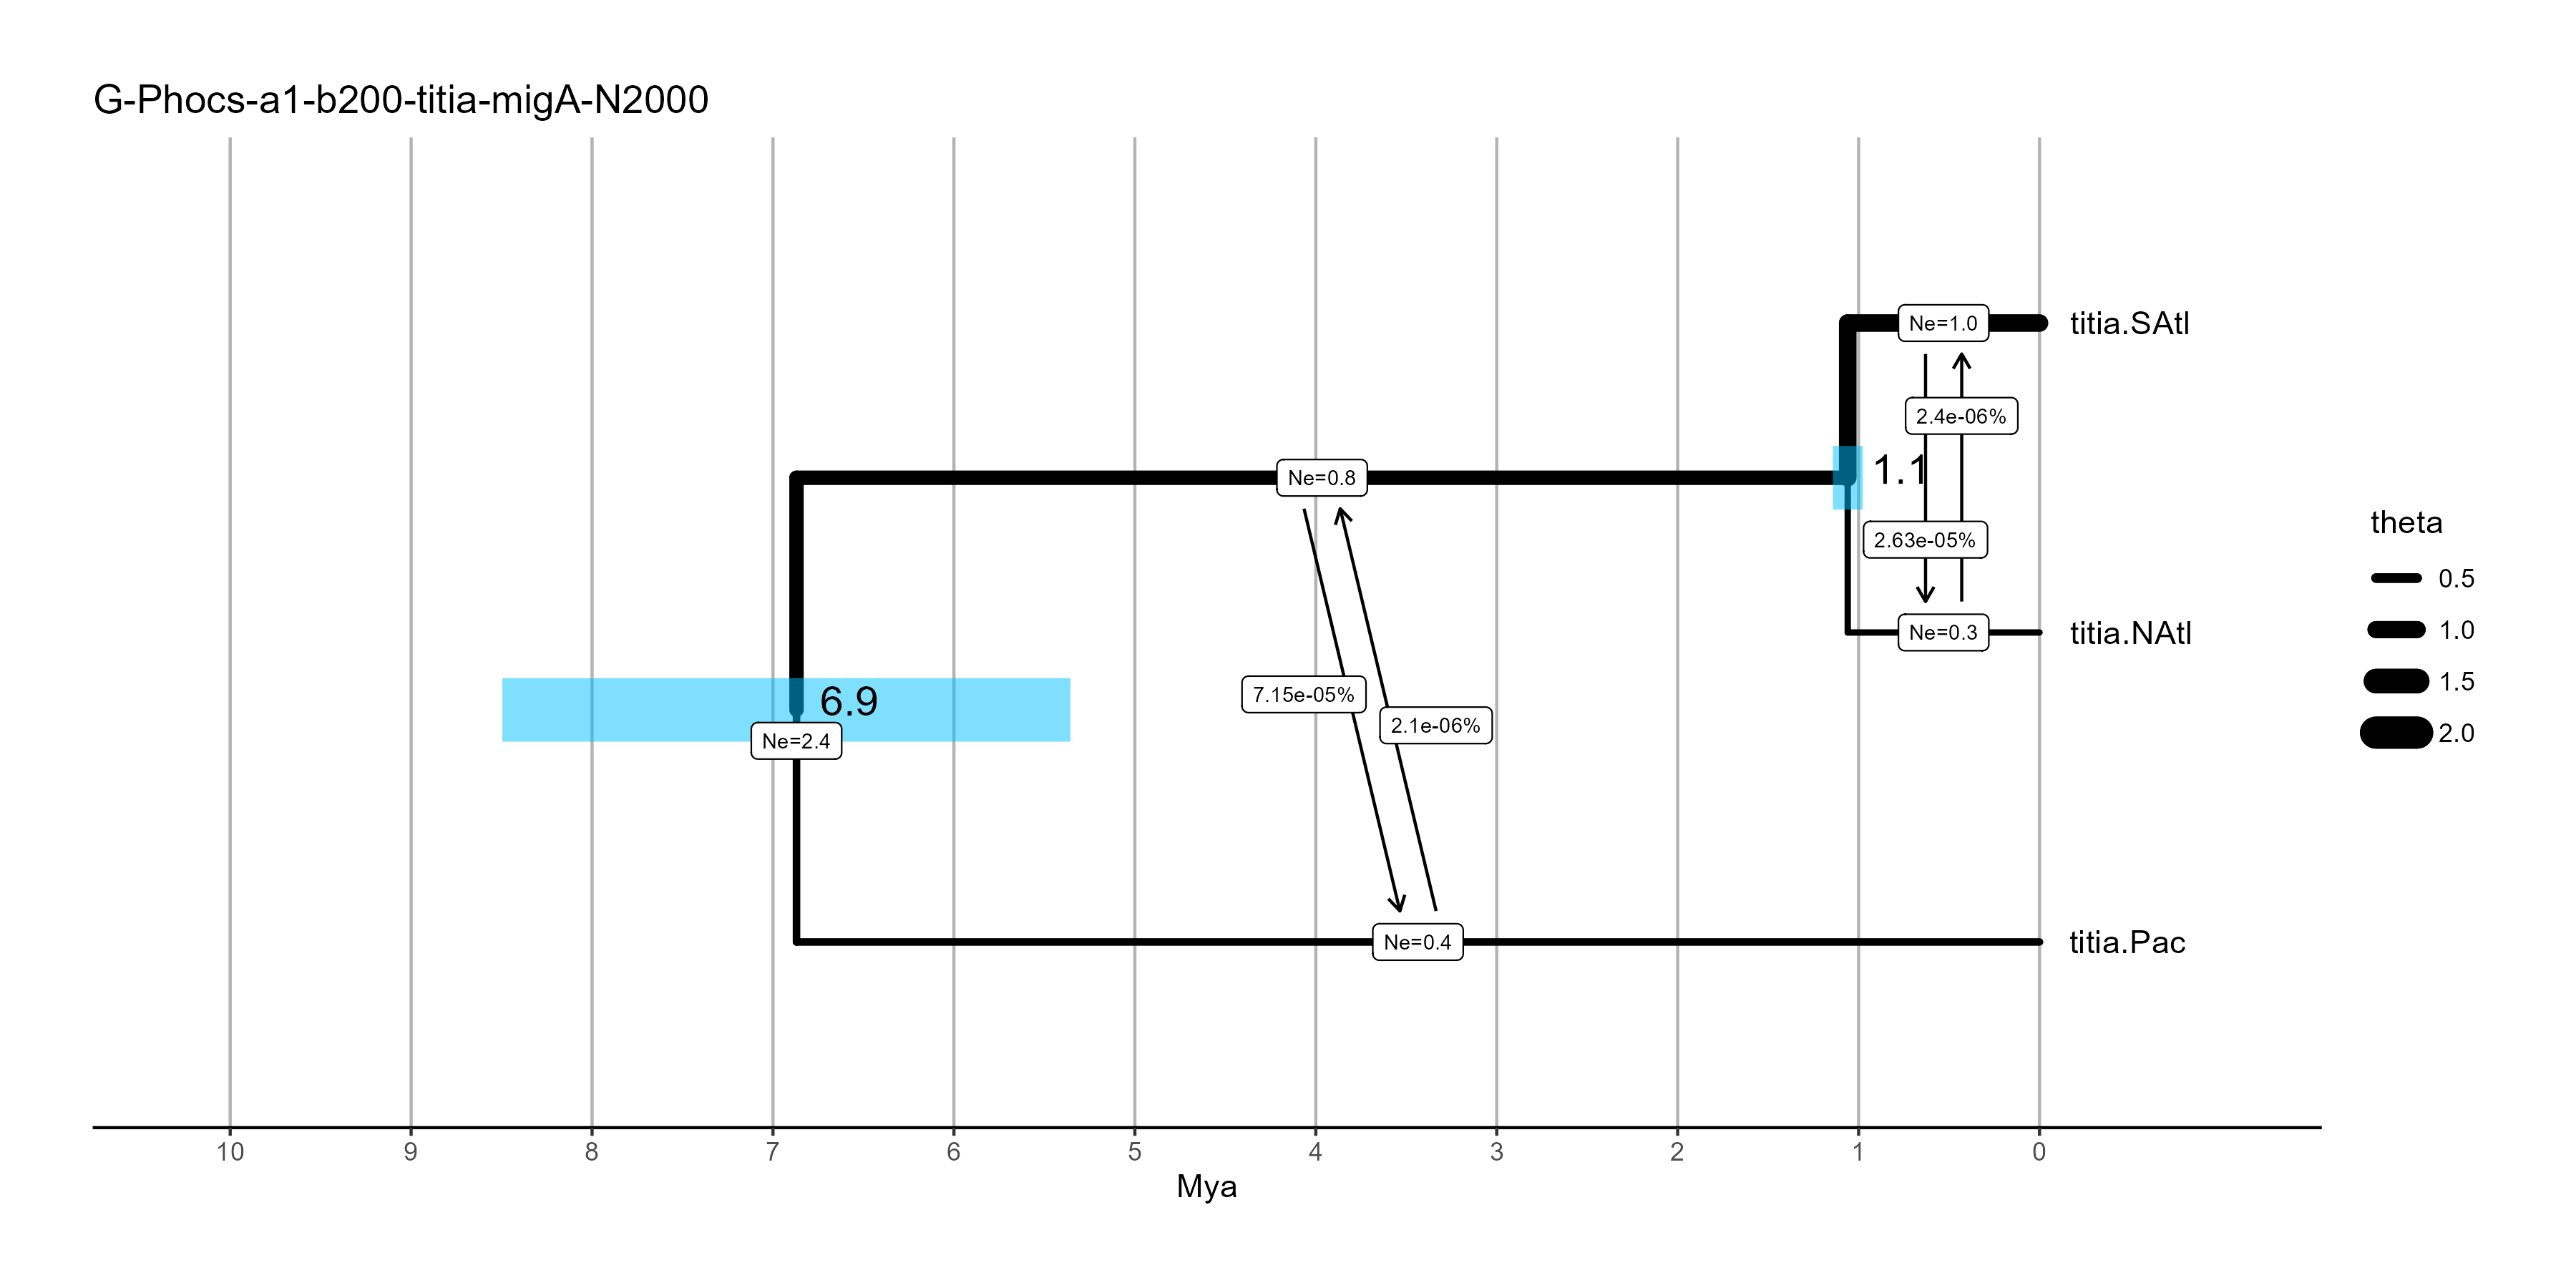 G-Phocs-a1-b200-titia-migA-N2000
Ne=1.0
titia.SAtl
2.4e-06%
1.1
Ne=0.8
2.63e-05%
Ne=0.3
titia.NAtl
6.9
7.15e-05%
2.1e-06%
Ne=2.4
Ne=0.4
titia.Pac
theta
0.5
1.0
1.5
2.0
10 9 8 7 6 5 4 3 2 1 0
Mya